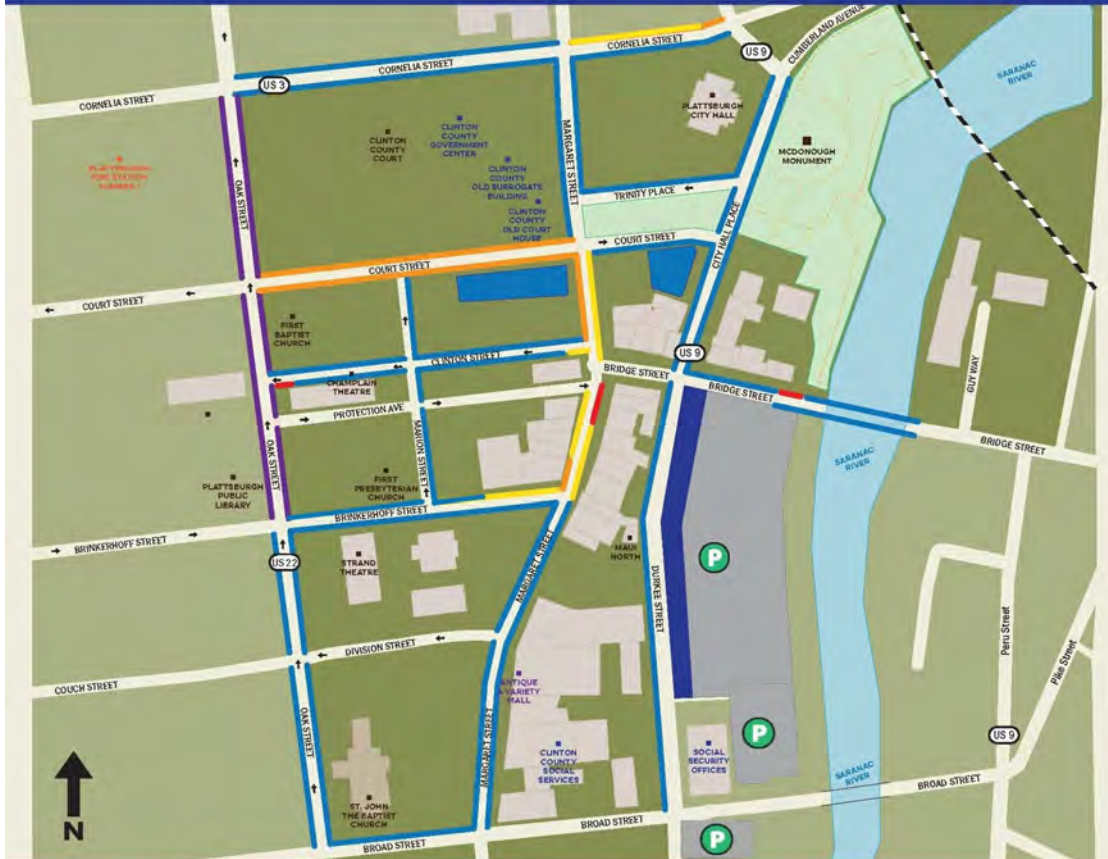 CUMBERLAND AVENUE
CORNELIA STREET
US 9
CORNELIA STREET
US 3
CORNELIA STREET
SARANAC
RIVER
PLATTSBURGH
CITY HALL
MARGARET STREET
CLINTON
COUNTY
GOVERNMENT
CENTER
CLINTON
COUNTY
COURT
MCDONOUGH
MONUMENT
PLATTSBURGH
FIRE STATION
CLINTON
COUNTY
OLD SURROGATE
BUILDING
OAK STREET
TRINITY PLACE
CLINTON
COUNTY
OLD COURT
HOUSE
COURT STREET
CITY HALL PLACE
COURT STREET
COURT STREET
FIRST
BAPTIST
CHURCH
CLINTON STREET
US 9
GUY WAY
BRIDGE STREET
CHAMPLAIN
THEATRE
BRIDGE STREET
PROTECTION AVE
BRIDGE STREET
MARION STREET
OAK STREET
SARANAC
RIVER
PLATTSBURGH
PUBLIC
LIBRARY
FIRST
PRESBYTERIAN
CHURCH
BRINKERHOFF STREET
BRINKERHOFF STREET
MAUI
NORTH
US 22
STRAND
THEATRE
P
MARGARET STREET
DURKEE STREET
DIVISION STREET
Peru Street
Pike Street
COUCH STREET
ANTIQUE
& VARIETY
MALL
OAK STREET
MARGARET STREET
P
US 9
CLINTON
COUNTY
SOCIAL
SERVICES
SOCIAL
SECURITY
OFFICES
SARANAC
RIVER
BROAD STREET
N
ST. JOHN
THE BAPTIST
CHURCH
BROAD STREET
P
BROAD STREET